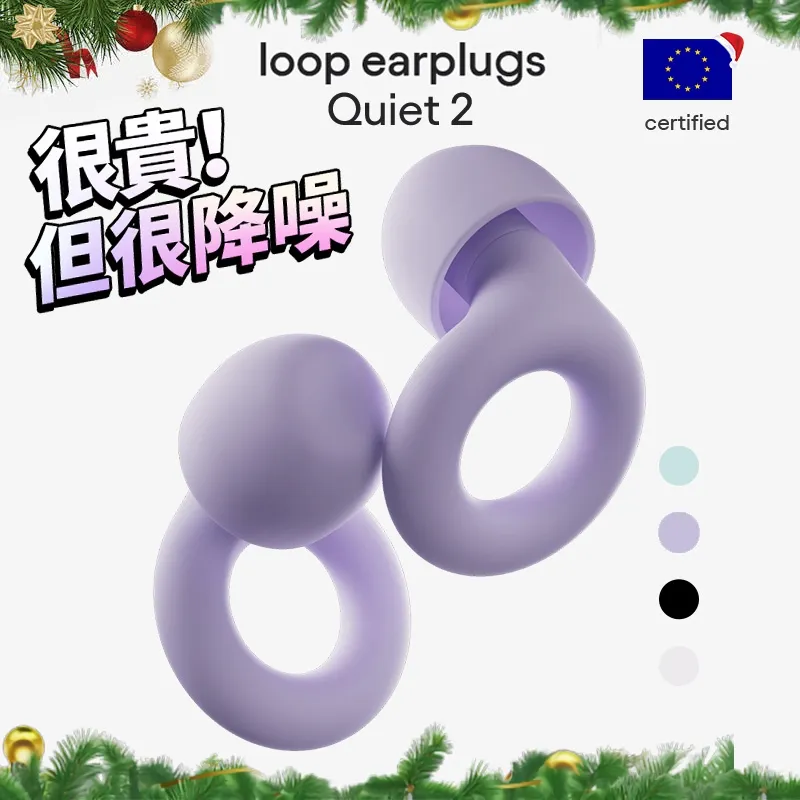 loop earplugs
Quiet 2
certified
很貴!
但很降噪